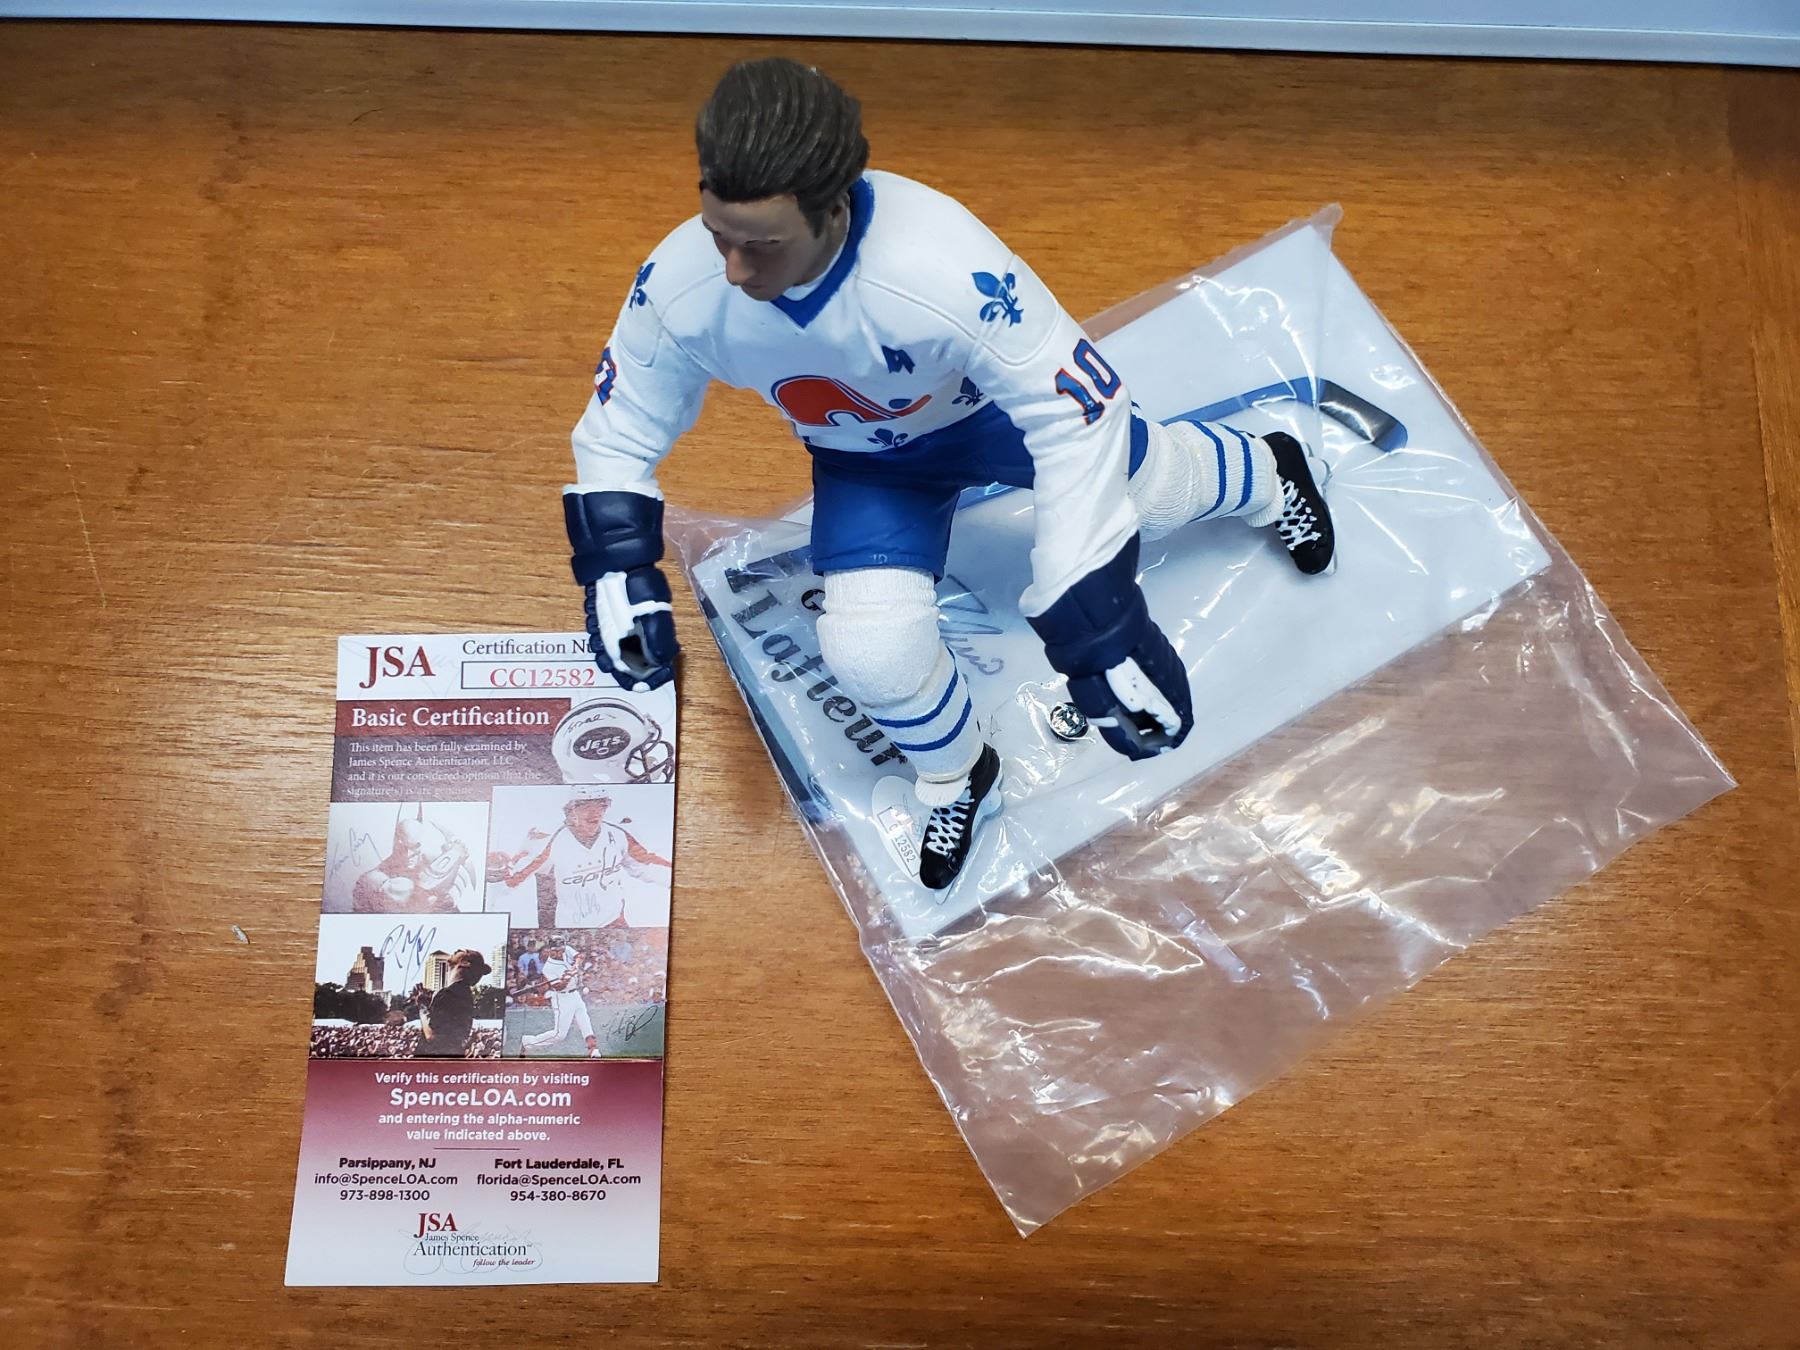 JSA
Certification
CC12582
Basic Certification
This item has been fully examined by
James Spence Authentication, LLC
and it is our considered opinion that the
signature(s) is/are genuine
JETS
capitals
A
Verify this certification by visiting
SpenceLOA.com
and entering the alpha-numeric
value indicated above.
Parsippany, NJ
info@SpenceLOA.com
973-898-1300
Fort Lauderdale, FL
florida@SpenceLOA.com
954-380-8670
JSA
James Spence
Authentication
follow the leader
A
10
10
Lafleur
12582